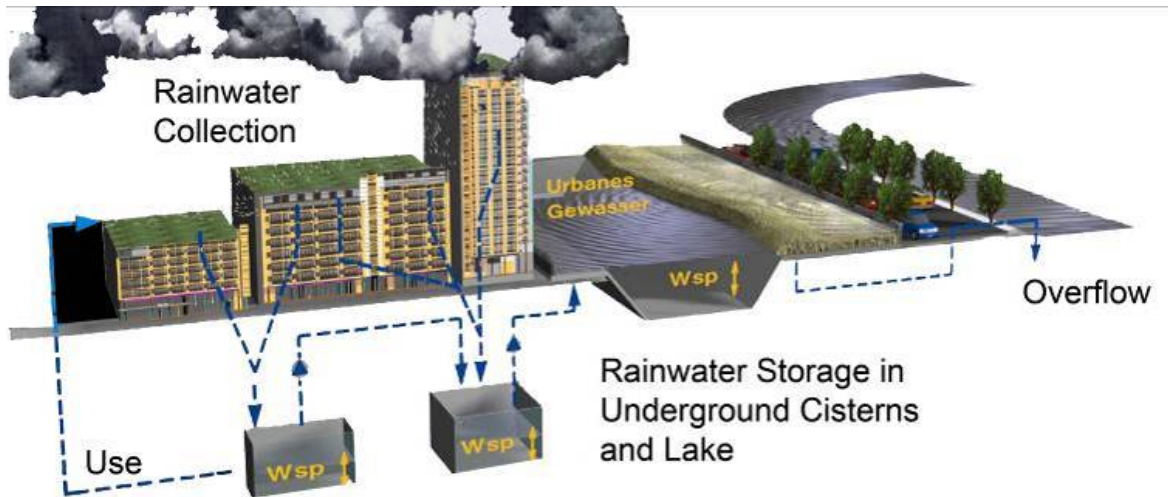 Rainwater
Collection
Urbanes
Gewässer
Wsp
Overflow
Rainwater Storage in
Underground Cisterns
and Lake
Wsp
Use
Wsp